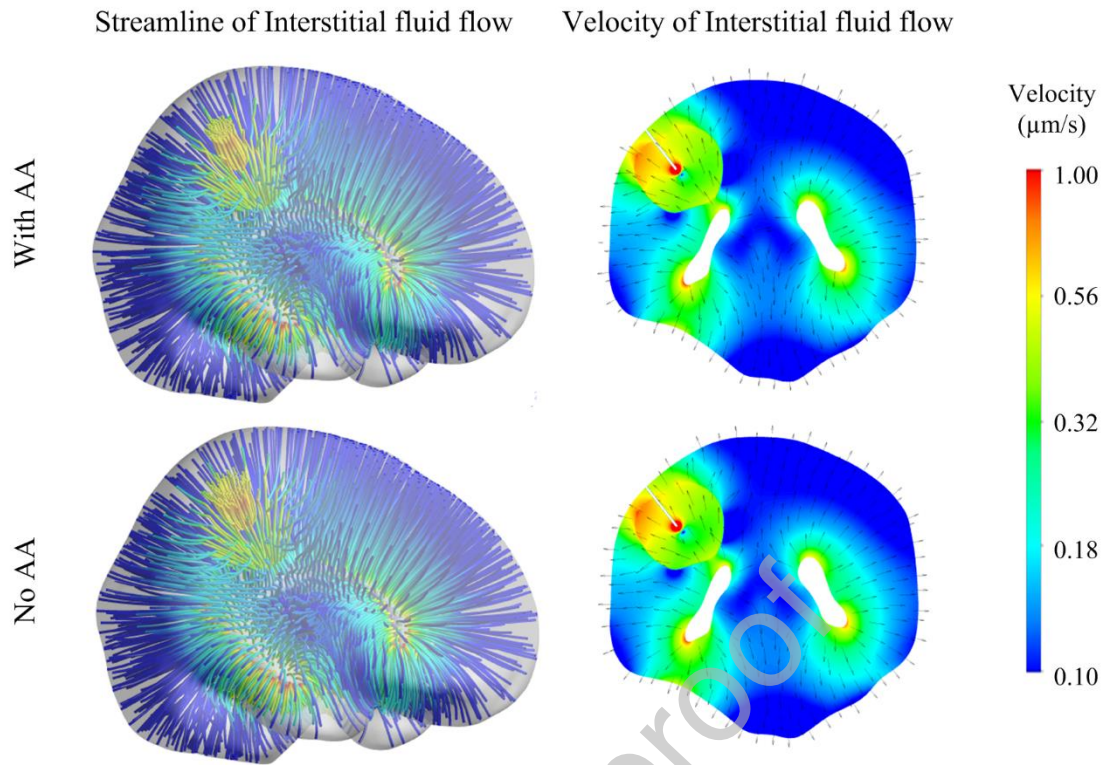 Streamline of Interstitial fluid flow
Velocity of Interstitial fluid flow
With AA
No AA
Velocity
(µm/s)
1.00
0.56
0.32
0.18
0.10
proof